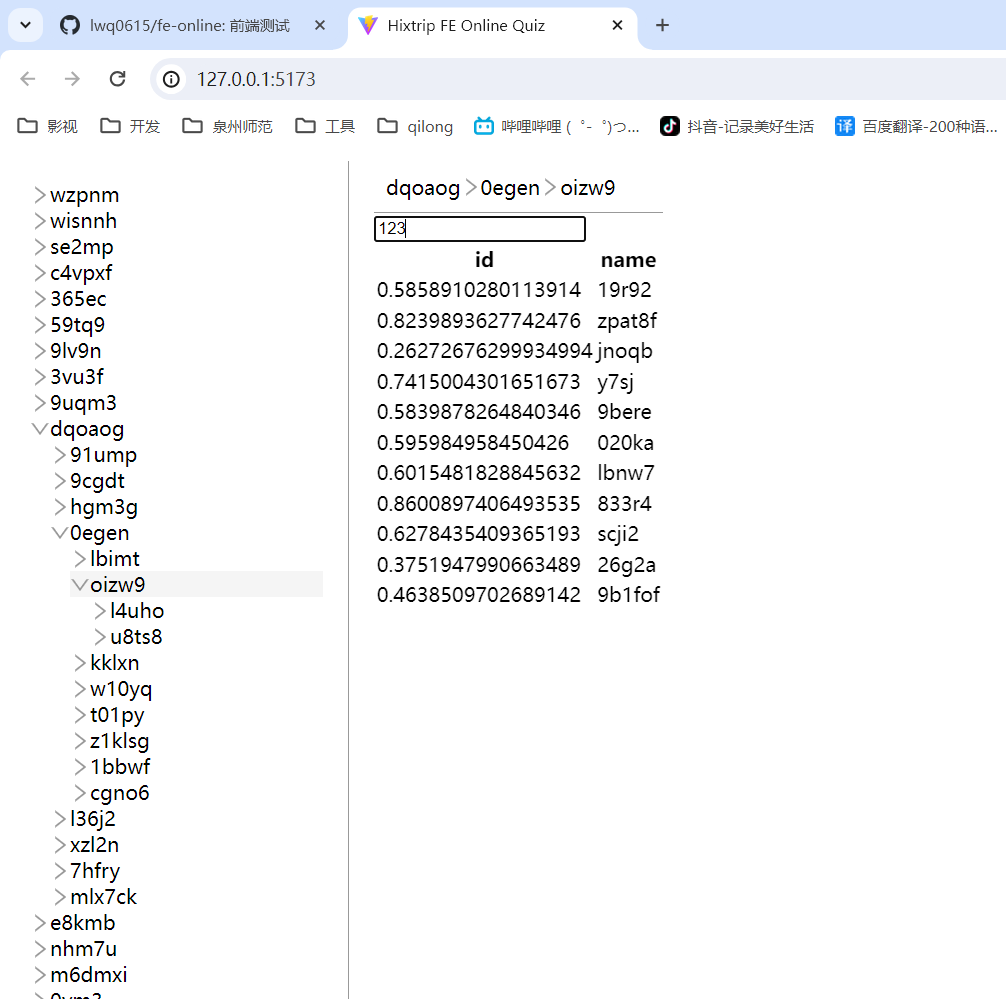 lwq0615/fe-online: 前端测试
Hixtrip FE Online Quiz
127.0.0.1:5173
影视 开发 泉州师范 工具 qilong 哔哩哔哩 (゜-゜)つ... 抖音-记录美好生活 百度翻译-200种语...
wzpnm
wisnnh
se2mp
c4vpxf
365ec
59tq9
9lv9n
3vu3f
9uqm3
dqoaog
91ump
9cgdt
hgm3g
0egen
lbimt
oizw9
l4uho
u8ts8
kklxn
w10yq
t01py
z1klsg
1bbwf
cgno6
l36j2
xzl2n
7hfry
mlx7ck
e8kmb
nhm7u
m6dmxi
dqoaog > 0egen > oizw9
123
id name
0.5858910280113914 19r92
0.8239893627742476 zpat8f
0.26272676299934994 jnoqb
0.7415004301651673 y7sj
0.5839878264840346 9bere
0.595984958450426 020ka
0.6015481828845632 lbnw7
0.8600897406493535 833r4
0.6278435409365193 scji2
0.3751947990663489 26g2a
0.4638509702689142 9b1fof